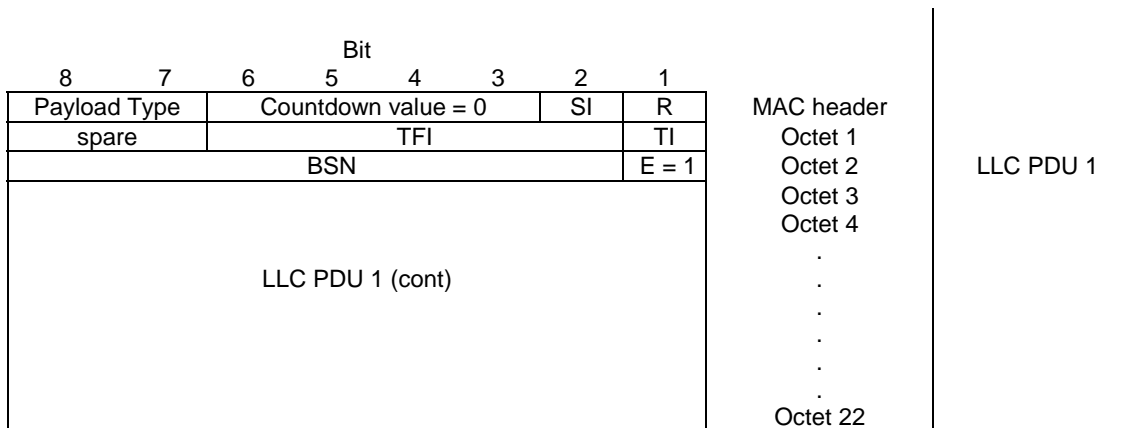 Bit
8 7 6 5 4 3 2 1
Payload Type Countdown value = 0 SI R MAC header
spare TFI TI Octet 1
BSN E = 1 Octet 2 LLC PDU 1
Octet 3
Octet 4
.
LLC PDU 1 (cont) .
.
.
.
.
Octet 22